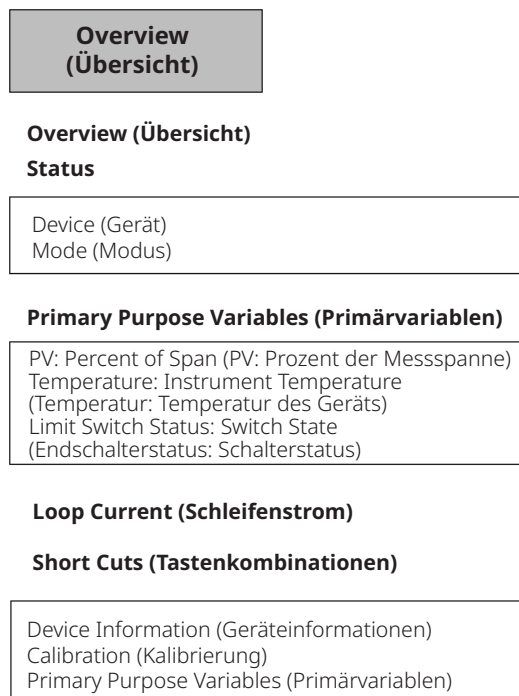 Overview
(Übersicht)
Overview (Übersicht)
Status
Device (Gerät)
Mode (Modus)
Primary Purpose Variables (Primärvariablen)
PV: Percent of Span (PV: Prozent der Messspanne)
Temperature: Instrument Temperature
(Temperatur: Temperatur des Geräts)
Limit Switch Status: Switch State
(Endschalterstatus: Schalterstatus)
Loop Current (Schleifenstrom)
Short Cuts (Tastenkombinationen)
Device Information (Geräteinformationen)
Calibration (Kalibrierung)
Primary Purpose Variables (Primärvariablen)